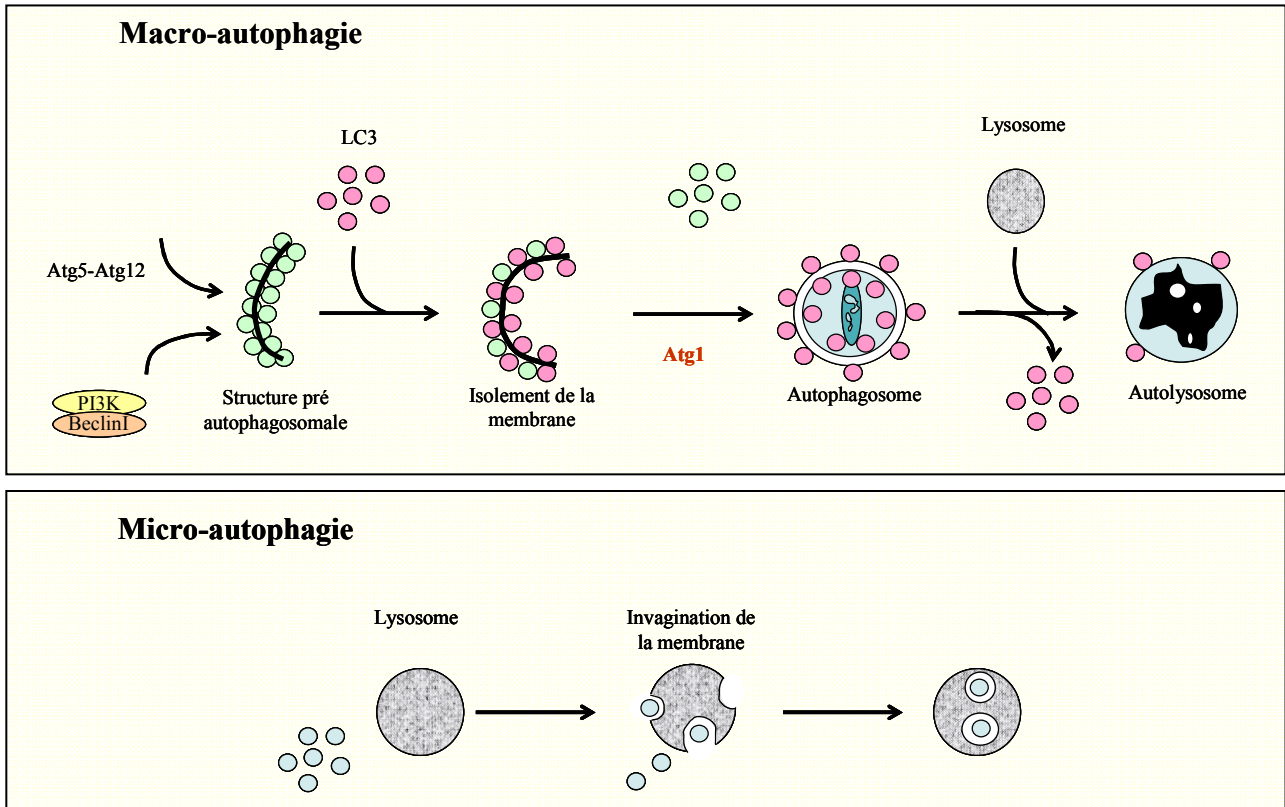 Macro-autophagie
LC3
Lysosome
Atg5-Atg12
Atg1
PI3K
BeclinI
Structure pré
autophagosomale
Isolement de la
membrane
Autophagosome
Autolysosome
Micro-autophagie
Lysosome
Invagination de
la membrane